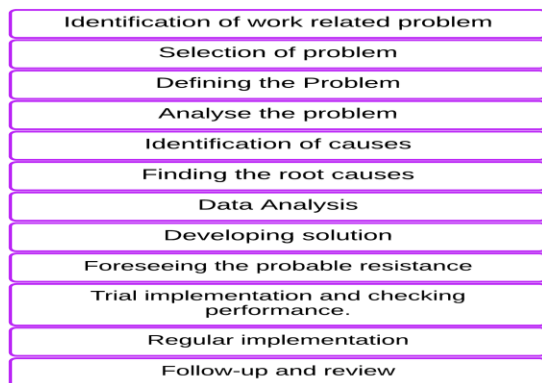 Identification of work related problem
Selection of problem
Defining the Problem
Analyse the problem
Identification of causes
Finding the root causes
Data Analysis
Developing solution
Foreseeing the probable resistance
Trial implementation and checking
performance.
Regular implementation
Follow-up and review